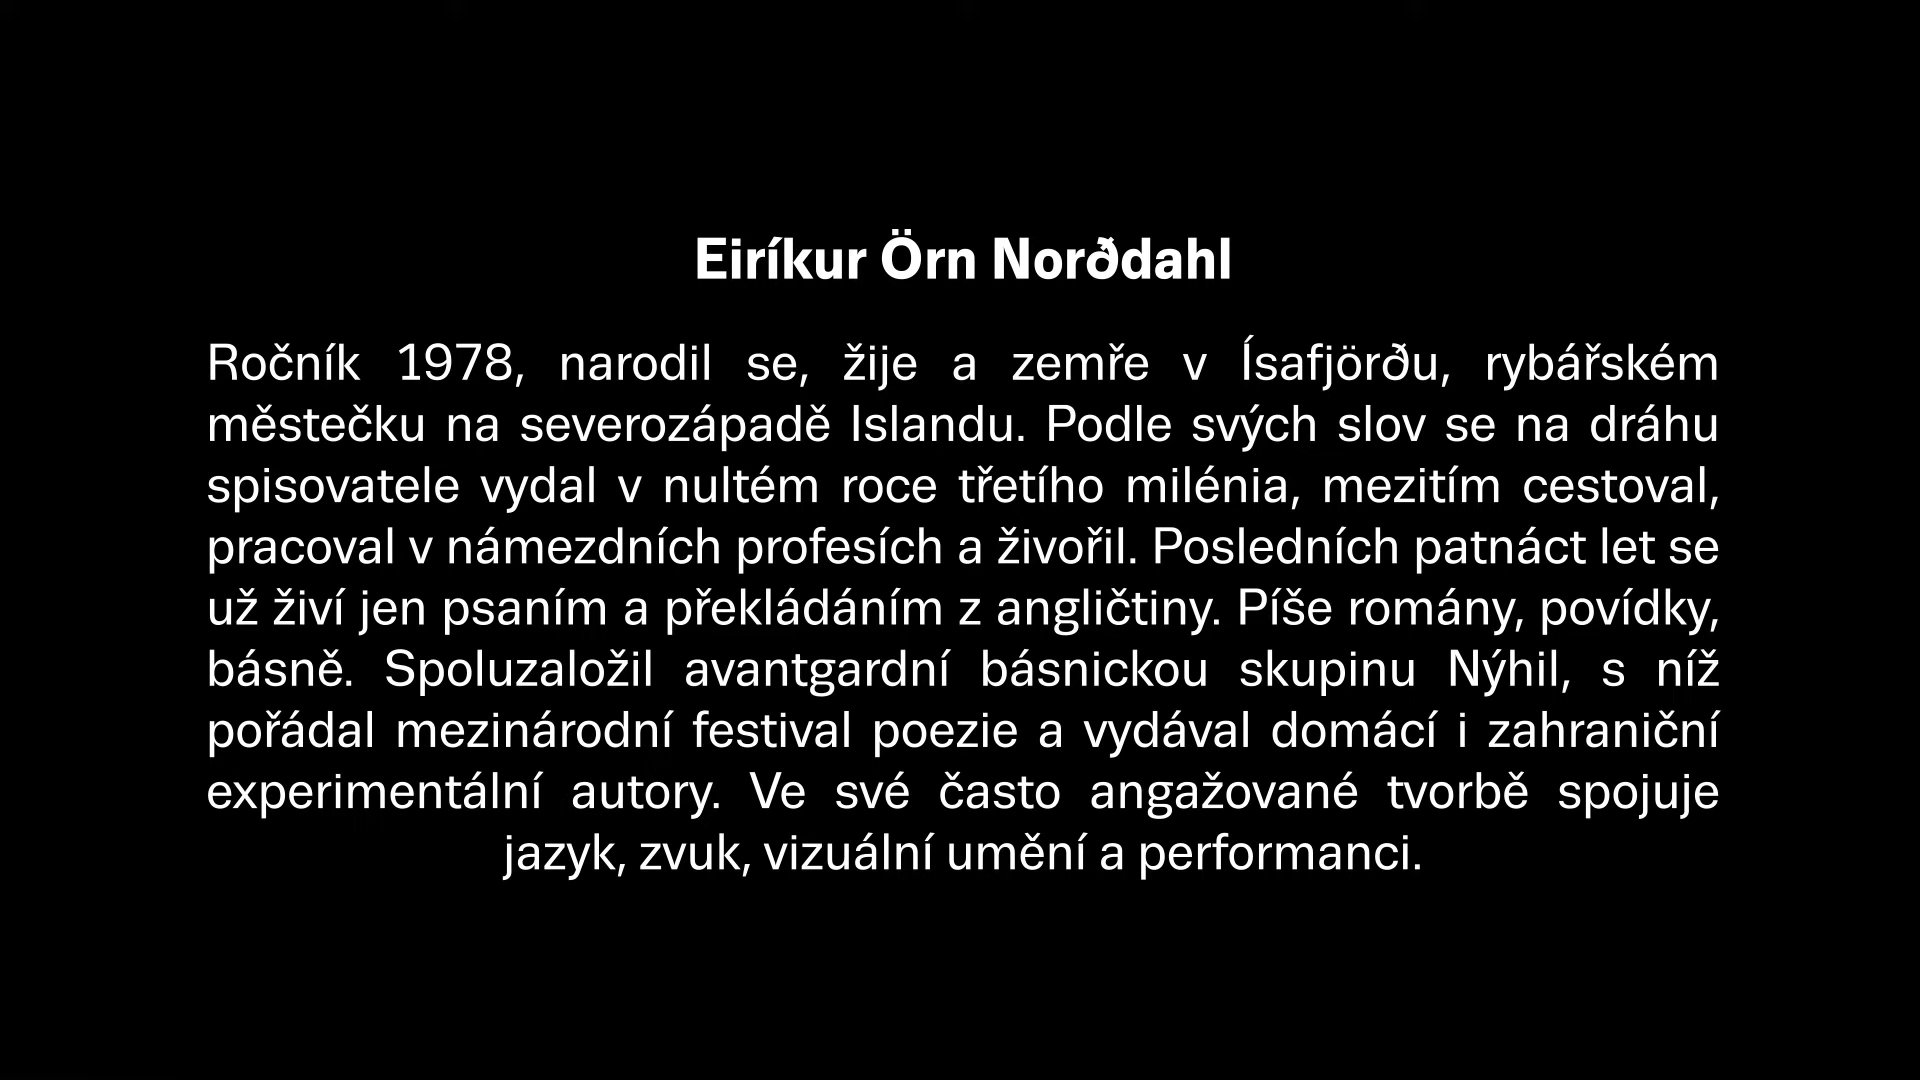 Eiríkur Örn Norðdahl
Ročník 1978, narodil se, žije a zemře v Ísafjörðu, rybářském
městečku na severozápadě Islandu. Podle svých slov se na dráhu
spisovatele vydal v nultém roce třetího milénia, mezitím cestoval,
pracoval v námezdních profesích a živořil. Posledních patnáct let se
už živí jen psaním a překládáním z angličtiny. Píše romány, povídky,
básně. Spoluzaložil avantgardní básnickou skupinu Nýhil, s níž
pořádal mezinárodní festival poezie a vydával domácí i zahraniční
experimentální autory. Ve své často angažované tvorbě spojuje
jazyk, zvuk, vizuální umění a performanci.